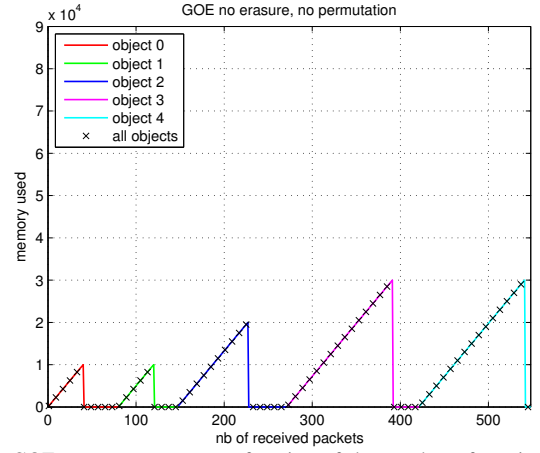 GOE no erasure, no permutation
x 10⁴
9
8
7
6
5
4
3
2
1
0
memory used
object 0
object 1
object 2
object 3
object 4
all objects
0 100 200 300 400 500
nb of received packets